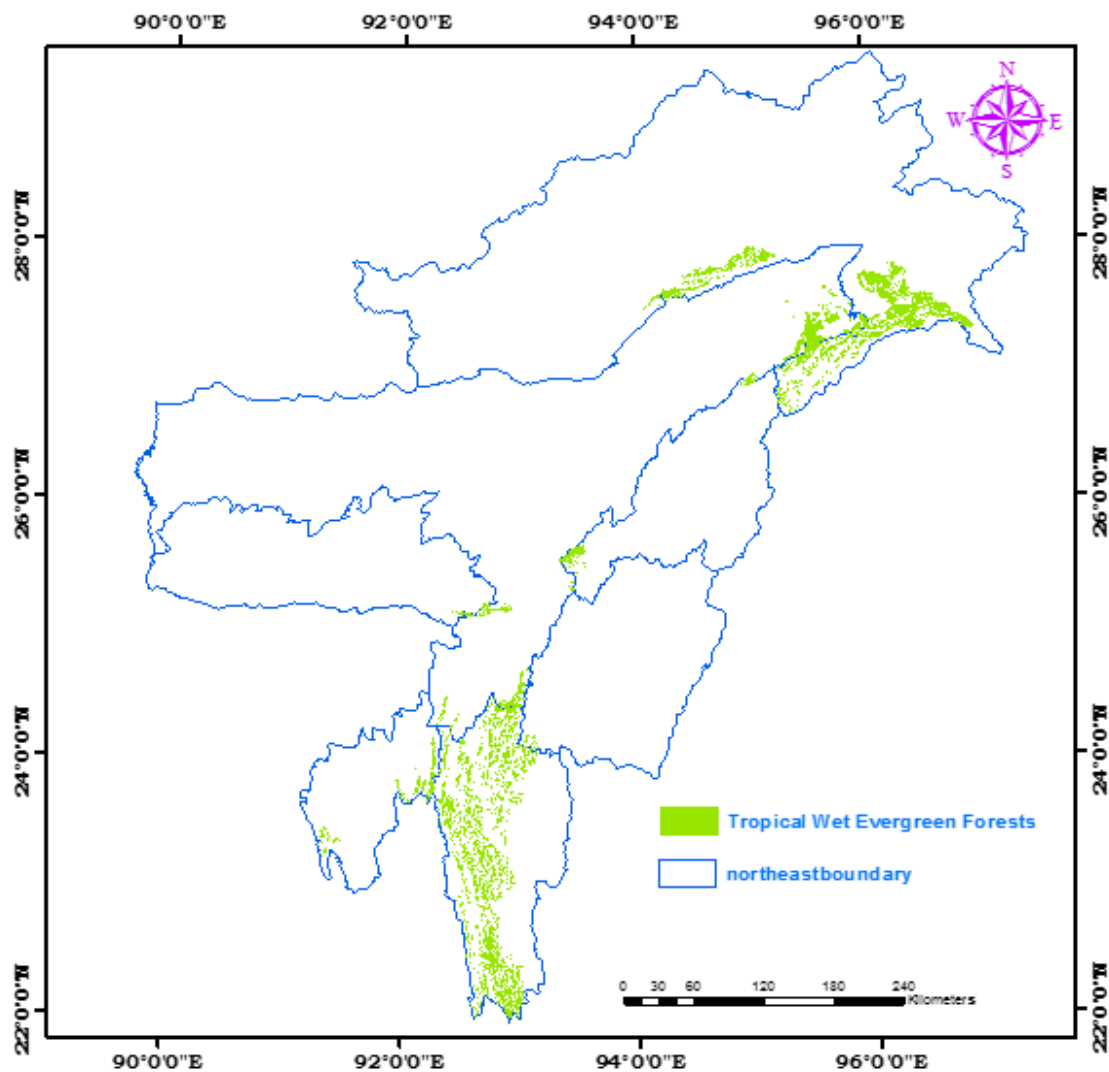 90°0'0"E 92°0'0"E 94°0'0"E 96°0'0"E
N
W E
S
28°0'0"N 28°0'0"N
26°0'0"N 26°0'0"N
24°0'0"N 24°0'0"N
Tropical Wet Evergreen Forests
northeastboundary
0 30 60 120 180 240
Kilometers
22°0'0"N 22°0'0"N
90°0'0"E 92°0'0"E 94°0'0"E 96°0'0"E